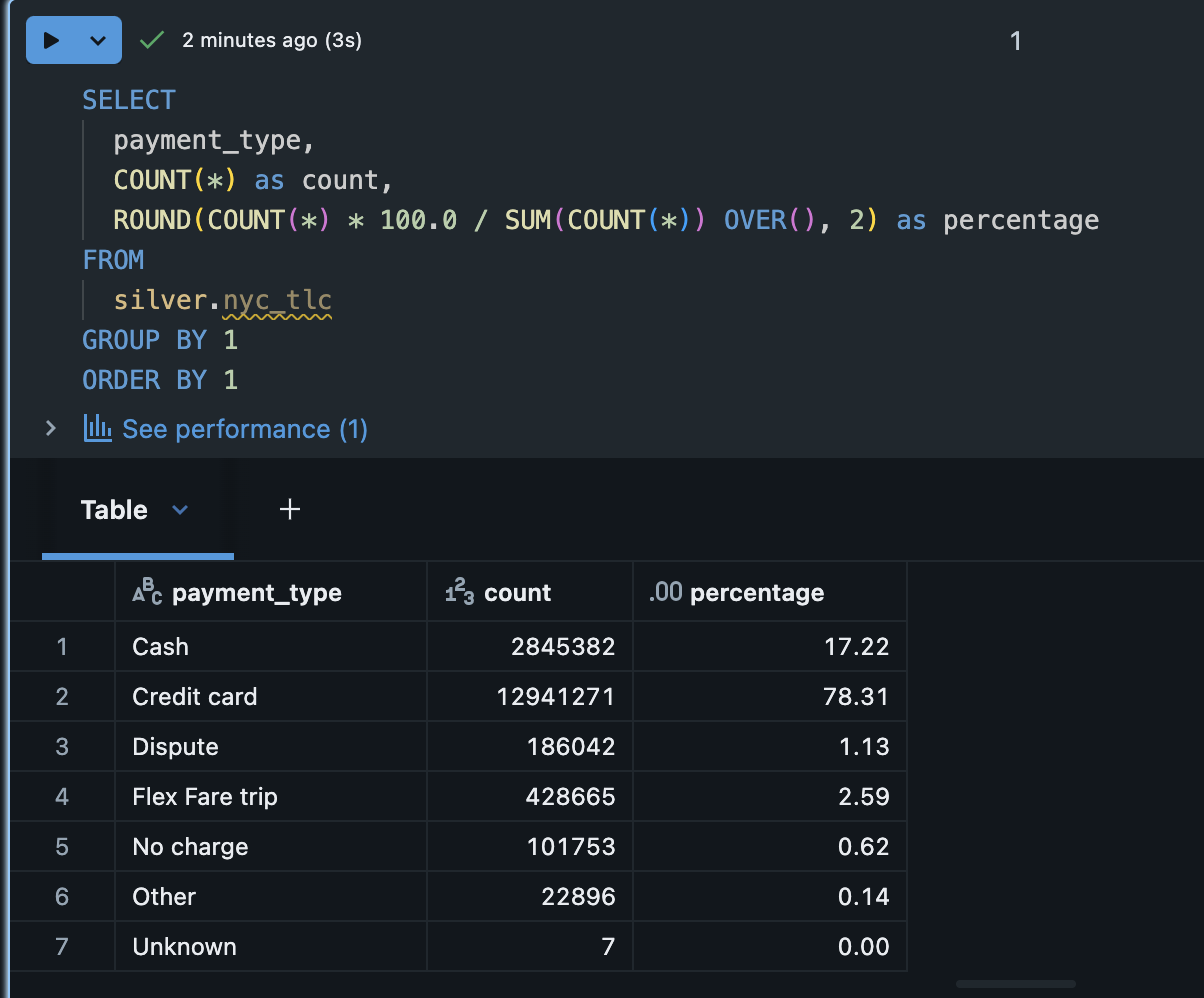 2 minutes ago (3s)
1
SELECT
payment_type,
COUNT(*) as count,
ROUND(COUNT(*) * 100.0 / SUM(COUNT(*)) OVER(), 2) as percentage
FROM
silver.nyc_tlc
GROUP BY 1
ORDER BY 1
See performance (1)
Table
ABC payment_type 123 count .00 percentage
1 Cash 2845382 17.22
2 Credit card 12941271 78.31
3 Dispute 186042 1.13
4 Flex Fare trip 428665 2.59
5 No charge 101753 0.62
6 Other 22896 0.14
7 Unknown 7 0.00